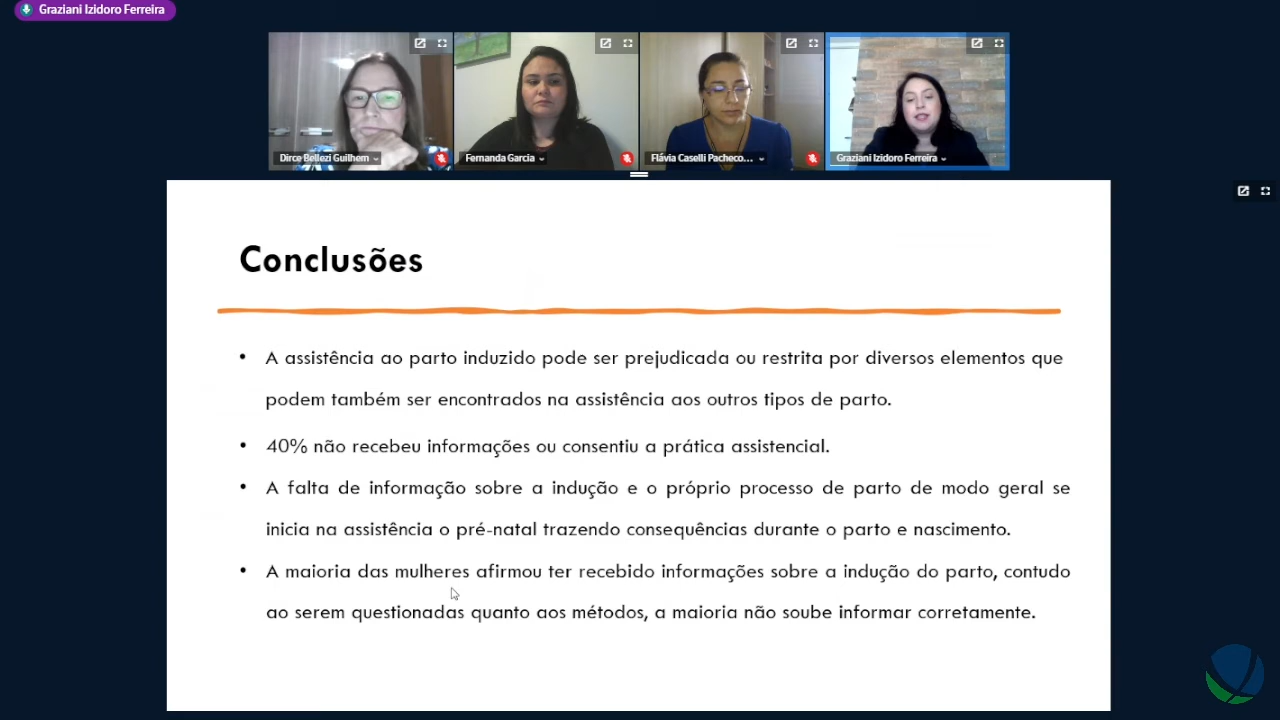 Graziani Izidoro Ferreira
Dirce Bellezi Guilhem
Fernanda Garcia
Flávia Caselli Pacheco...
Graziani Izidoro Ferreira
Conclusões
• A assistência ao parto induzido pode ser prejudicada ou restrita por diversos elementos que
podem também ser encontrados na assistência aos outros tipos de parto.
• 40% não recebeu informações ou consentiu a prática assistencial.
• A falta de informação sobre a indução e o próprio processo de parto de modo geral se
inicia na assistência o pré-natal trazendo consequências durante o parto e nascimento.
• A maioria das mulheres afirmou ter recebido informações sobre a indução do parto, contudo
ao serem questionadas quanto aos métodos, a maioria não soube informar corretamente.